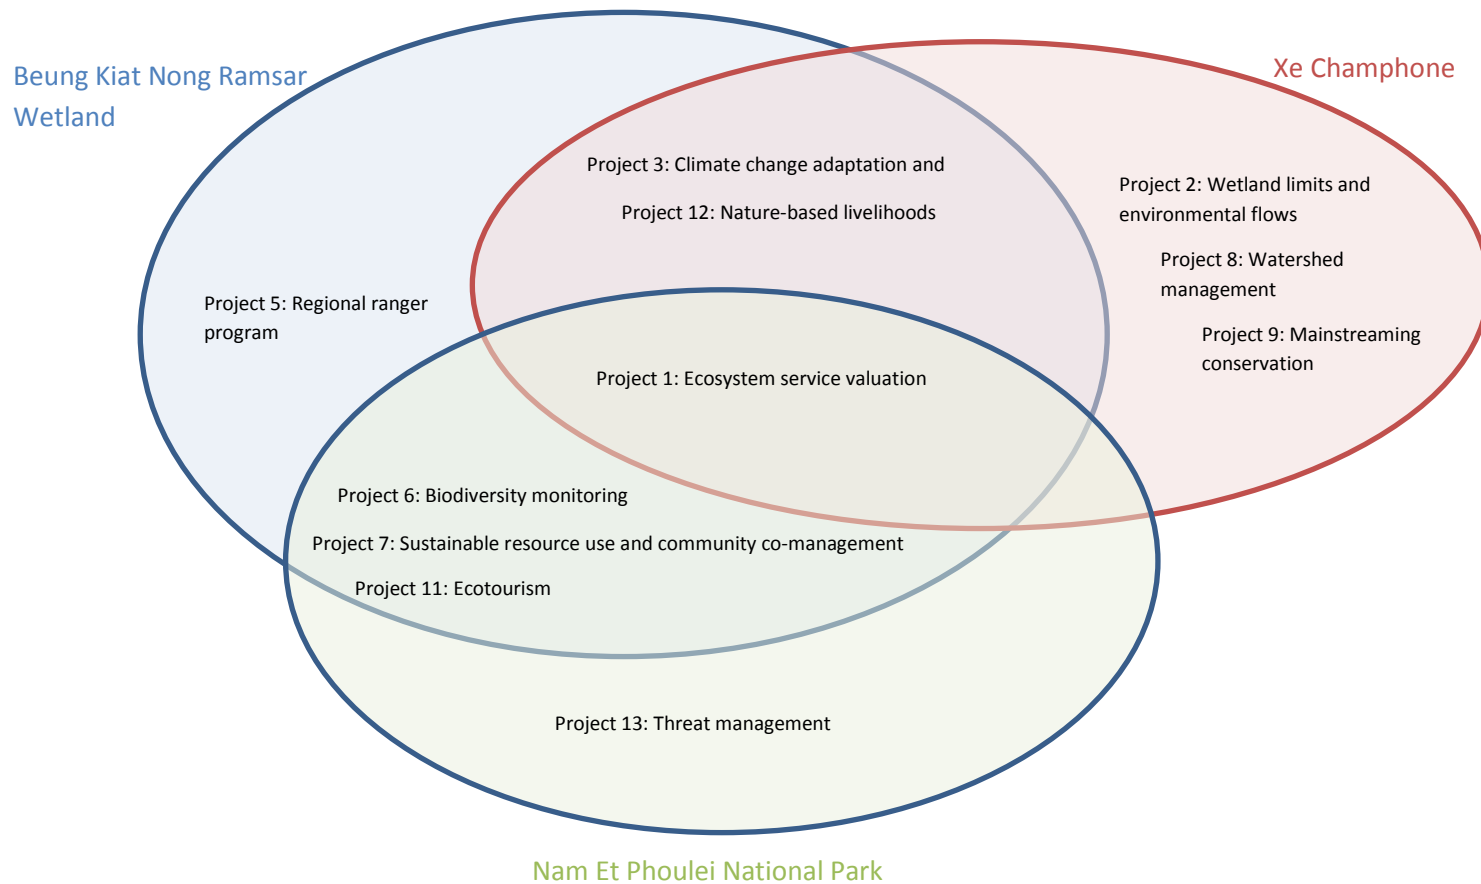 Beung Kiat Nong Ramsar
Wetland
Xe Champhone
Project 3: Climate change adaptation and
Project 12: Nature-based livelihoods
Project 2: Wetland limits and
environmental flows
Project 8: Watershed
management
Project 9: Mainstreaming
conservation
Project 5: Regional ranger
program
Project 1: Ecosystem service valuation
Project 6: Biodiversity monitoring
Project 7: Sustainable resource use and community co-management
Project 11: Ecotourism
Project 13: Threat management
Nam Et Phoulei National Park